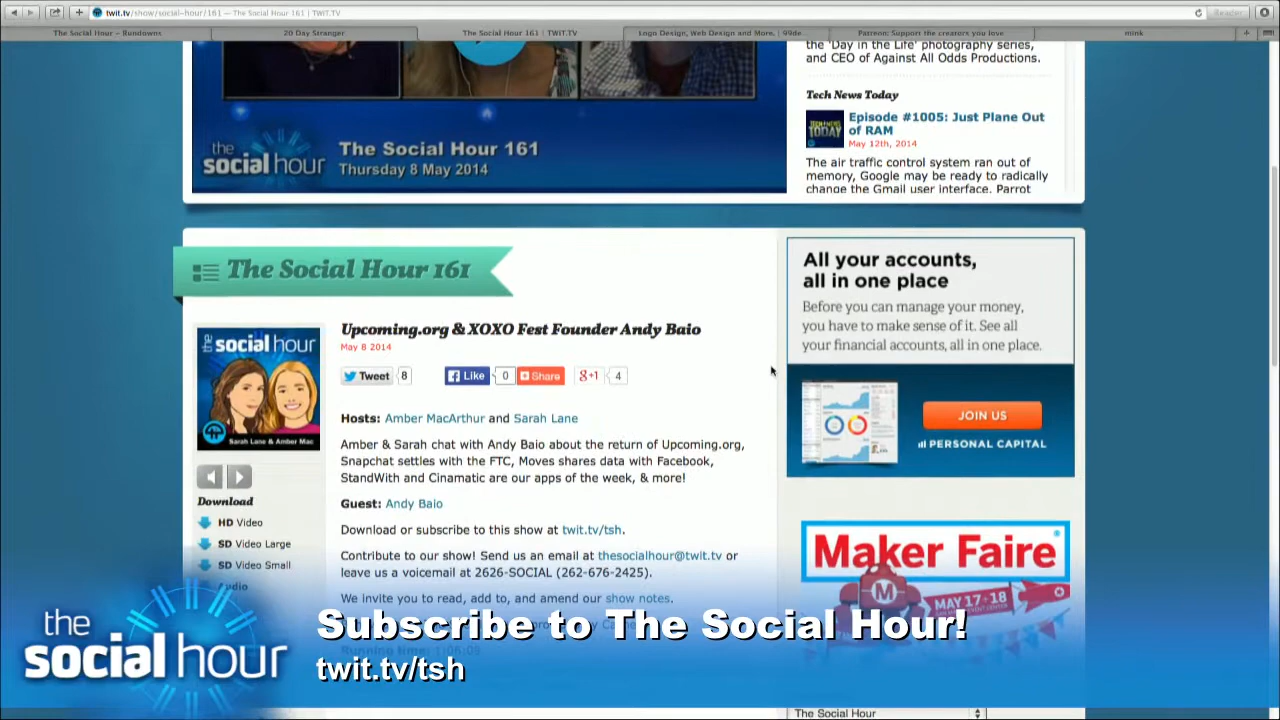 twit.tv/show/social-hour/161 — The Social Hour 161 | TWIT.TV
Reader
The Social Hour – Rundowns
20 Day Stranger
The Social Hour 161 | TWIT.TV
Logo Design, Web Design and More. | 99de...
Patreon: Support the creators you love
mink
the 'Day in the Life' photography series,
and CEO of Against All Odds Productions.
Tech News Today
TECH NEWS
TODAY
Episode #1005: Just Plane Out
of RAM
May 12th, 2014
The air traffic control system ran out of
memory, Google may be ready to radically
change the Gmail user interface. Parrot
the
social hour
The Social Hour 161
Thursday 8 May 2014
The Social Hour 161
the
social hour
Sarah Lane & Amber Mac
Download
HD Video
SD Video Large
SD Video Small
Audio
Upcoming.org & XOXO Fest Founder Andy Baio
May 8 2014
Tweet 8 Like 0 Share g+1 4
Hosts: Amber MacArthur and Sarah Lane
Amber & Sarah chat with Andy Baio about the return of Upcoming.org,
Snapchat settles with the FTC, Moves shares data with Facebook,
StandWith and Cinamatic are our apps of the week, & more!
Guest: Andy Baio
Download or subscribe to this show at twit.tv/tsh.
Contribute to our show! Send us an email at thesocialhour@twit.tv or
leave us a voicemail at 2626-SOCIAL (262-676-2425).
We invite you to read, add to, and amend our show notes.
Running time: 1:06:08
All your accounts,
all in one place
Before you can manage your money,
you have to make sense of it. See all
your financial accounts, all in one place.
JOIN US
PERSONAL CAPITAL
Maker Faire®
M
MAY 17+18
The Social Hour
the
social hour
Subscribe to The Social Hour!
twit.tv/tsh